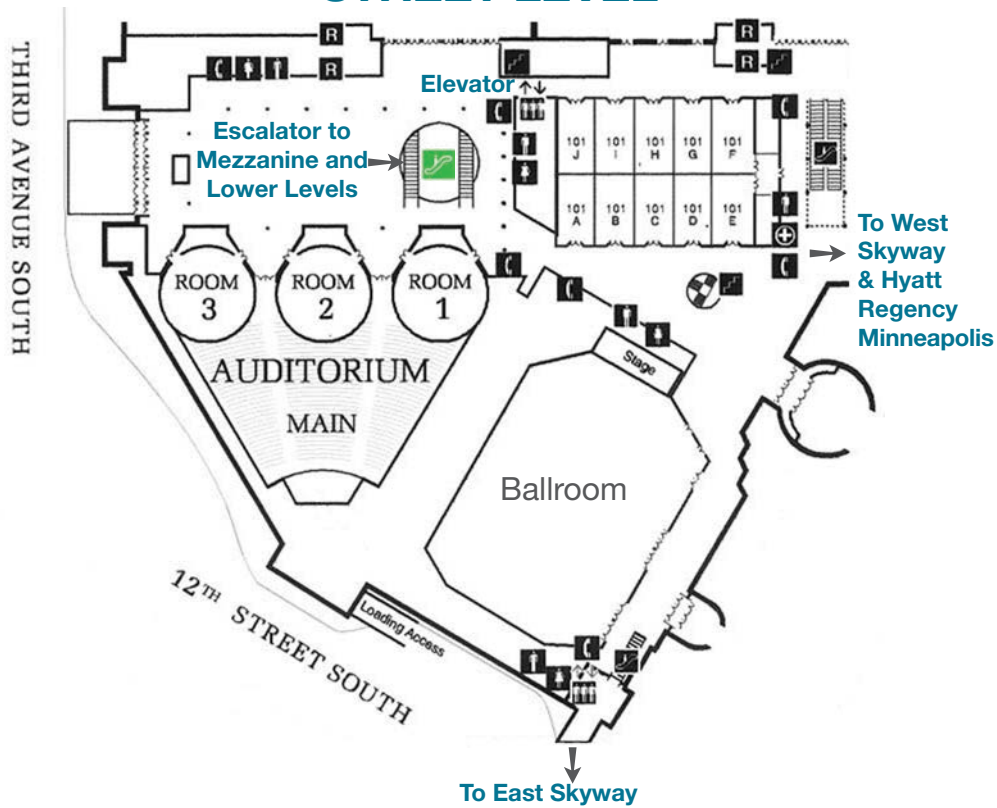 STREET LEVEL
R
R
R
R
THIRD AVENUE SOUTH
Elevator
Escalator to
Mezzanine and
Lower Levels
101
J
101
I
101
H
101
G
101
F
101
A
101
B
101
C
101
D
101
E
To West
Skyway
& Hyatt
Regency
Minneapolis
ROOM
3
ROOM
2
ROOM
1
AUDITORIUM
MAIN
Stage
Ballroom
12TH STREET SOUTH
Loading Access
To East Skyway